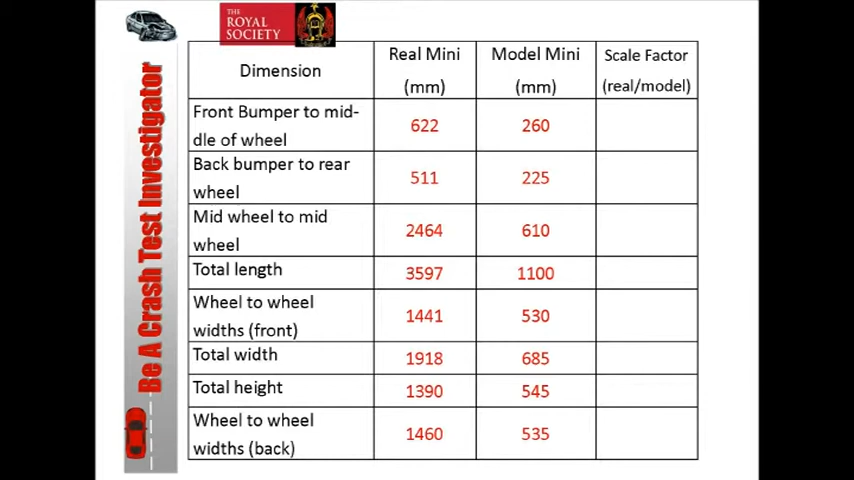 THE
ROYAL
SOCIETY
Be A Crash Test Investigator
Dimension
Real Mini
(mm)
Model Mini
(mm)
Scale Factor
(real/model)
Front Bumper to mid-
dle of wheel
622
260
Back bumper to rear
wheel
511
225
Mid wheel to mid
wheel
2464
610
Total length
3597
1100
Wheel to wheel
widths (front)
1441
530
Total width
1918
685
Total height
1390
545
Wheel to wheel
widths (back)
1460
535